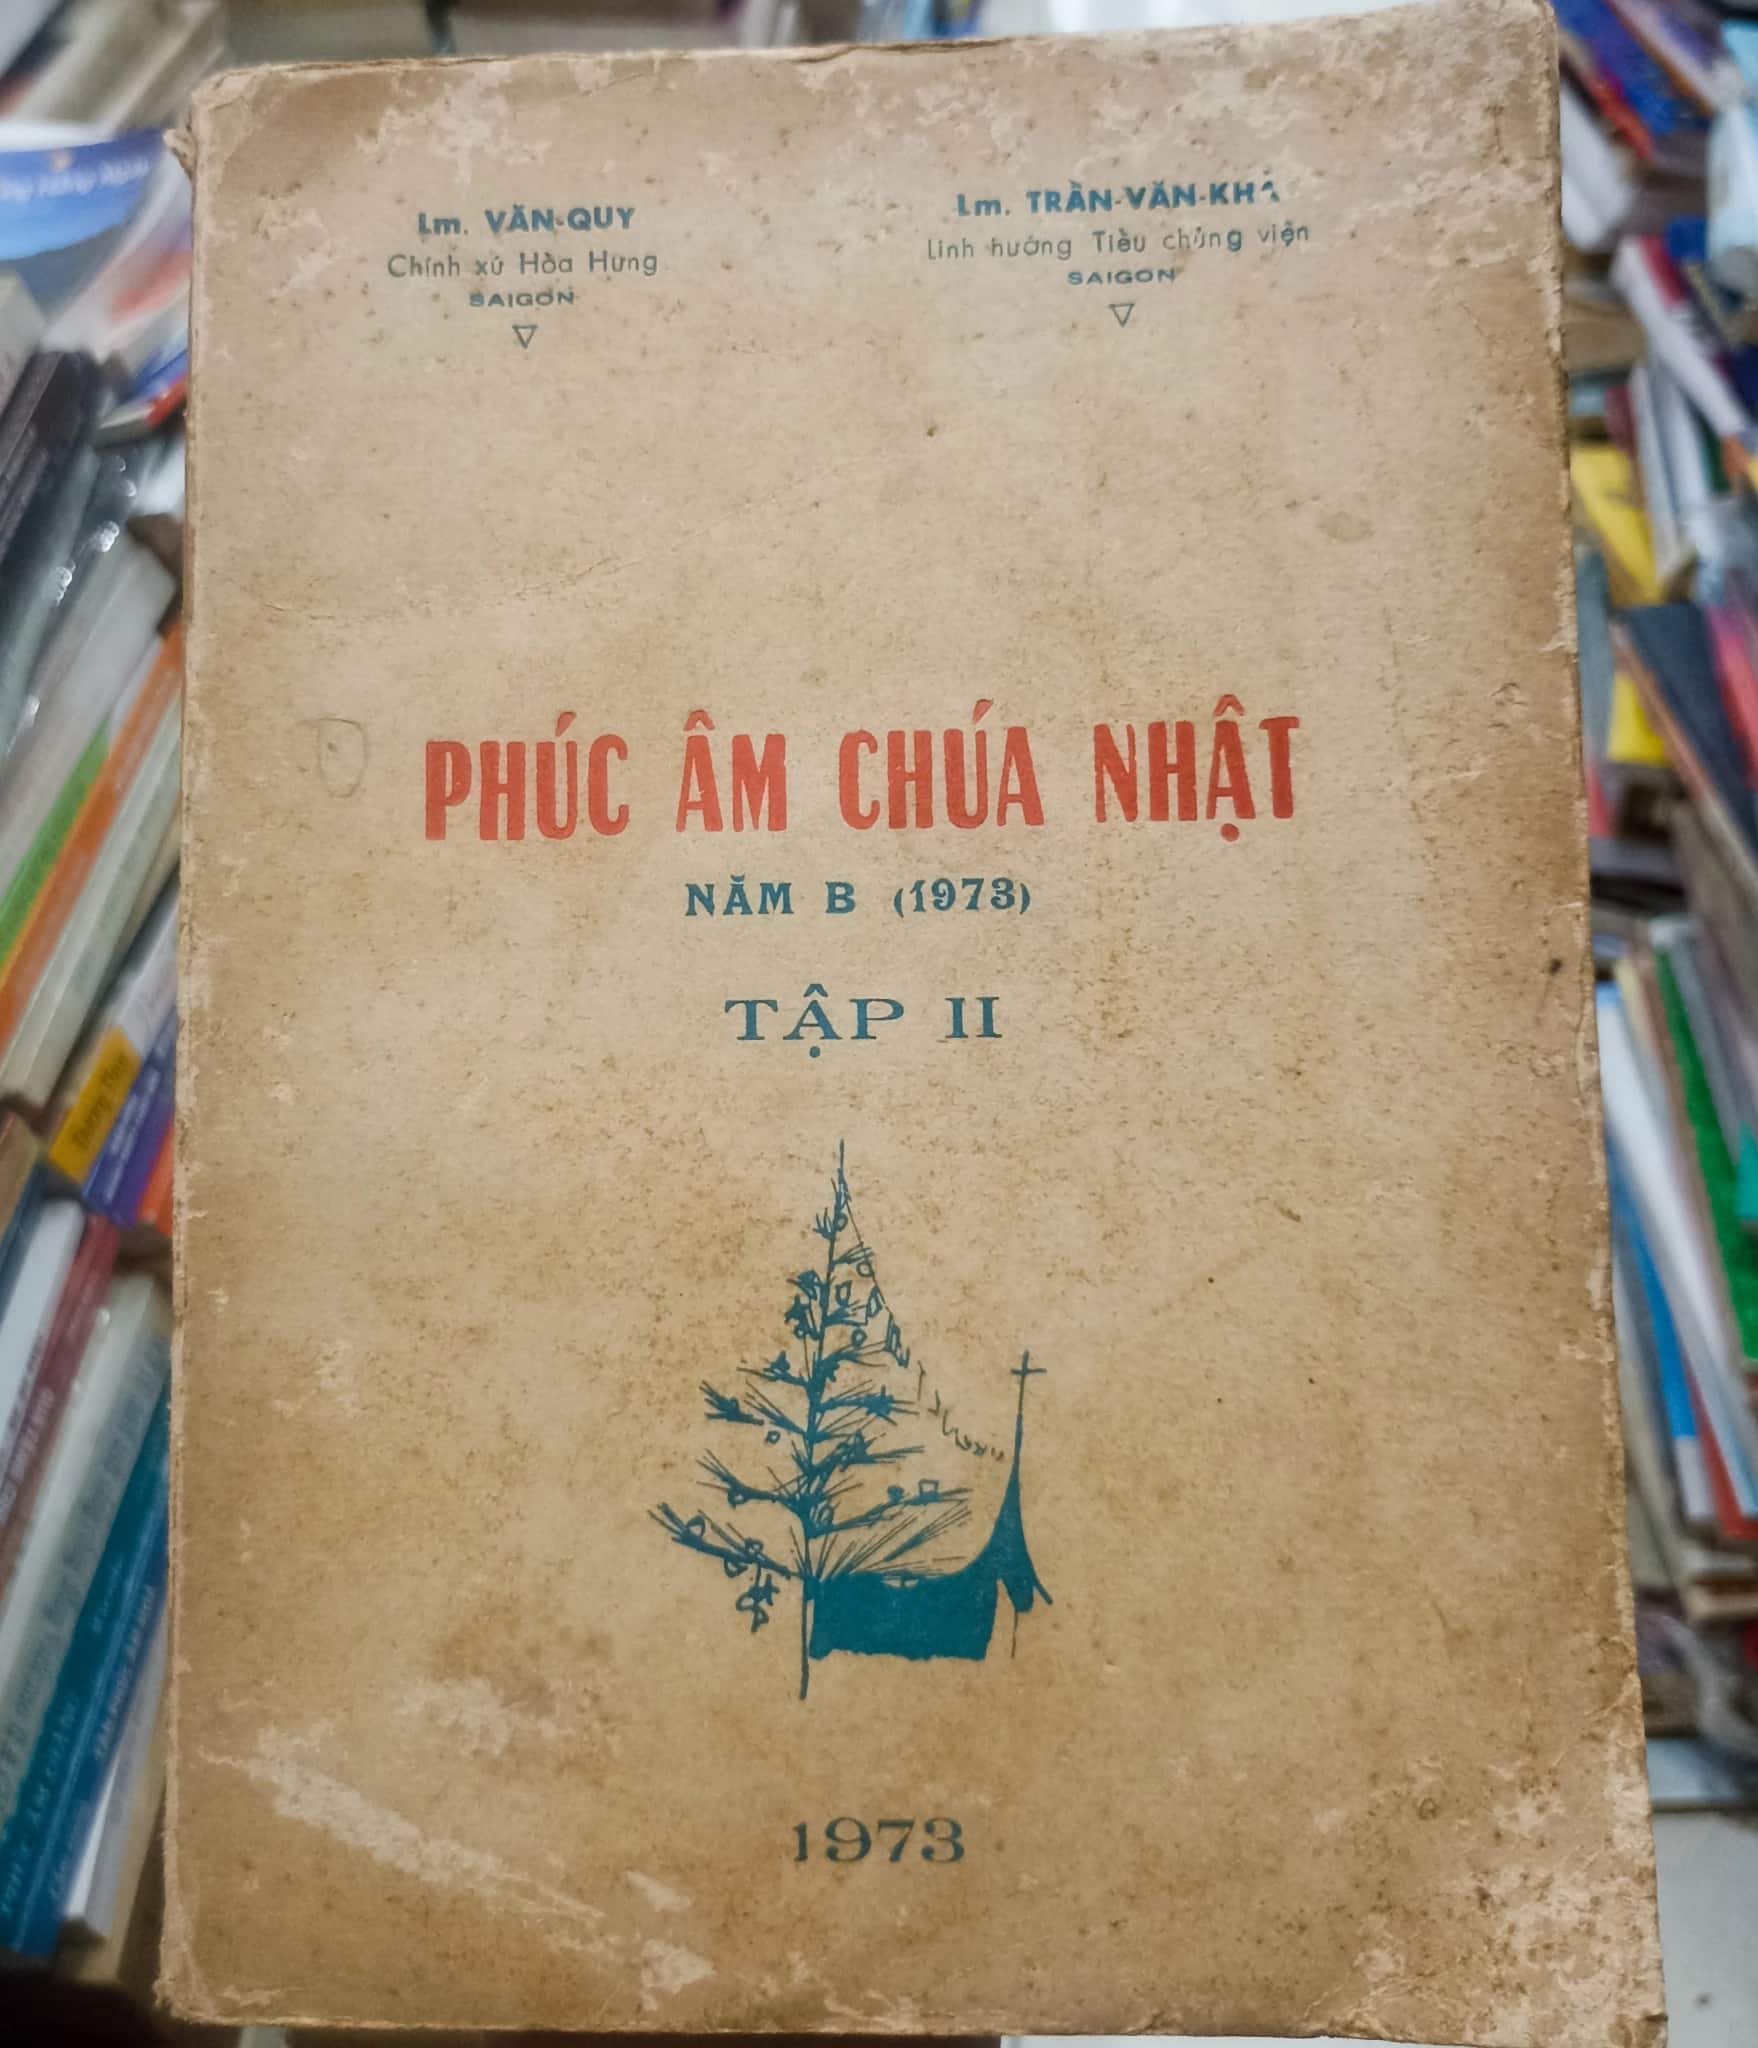 Lm. VĂN-QUY
Chính xứ Hòa Hưng
SAIGON
Lm. TRẦN-VĂN-KHẢ
Linh hướng Tiểu chủng viện
SAIGON
PHÚC ÂM CHÚA NHẬT
NĂM B (1973)
TẬP II
1973